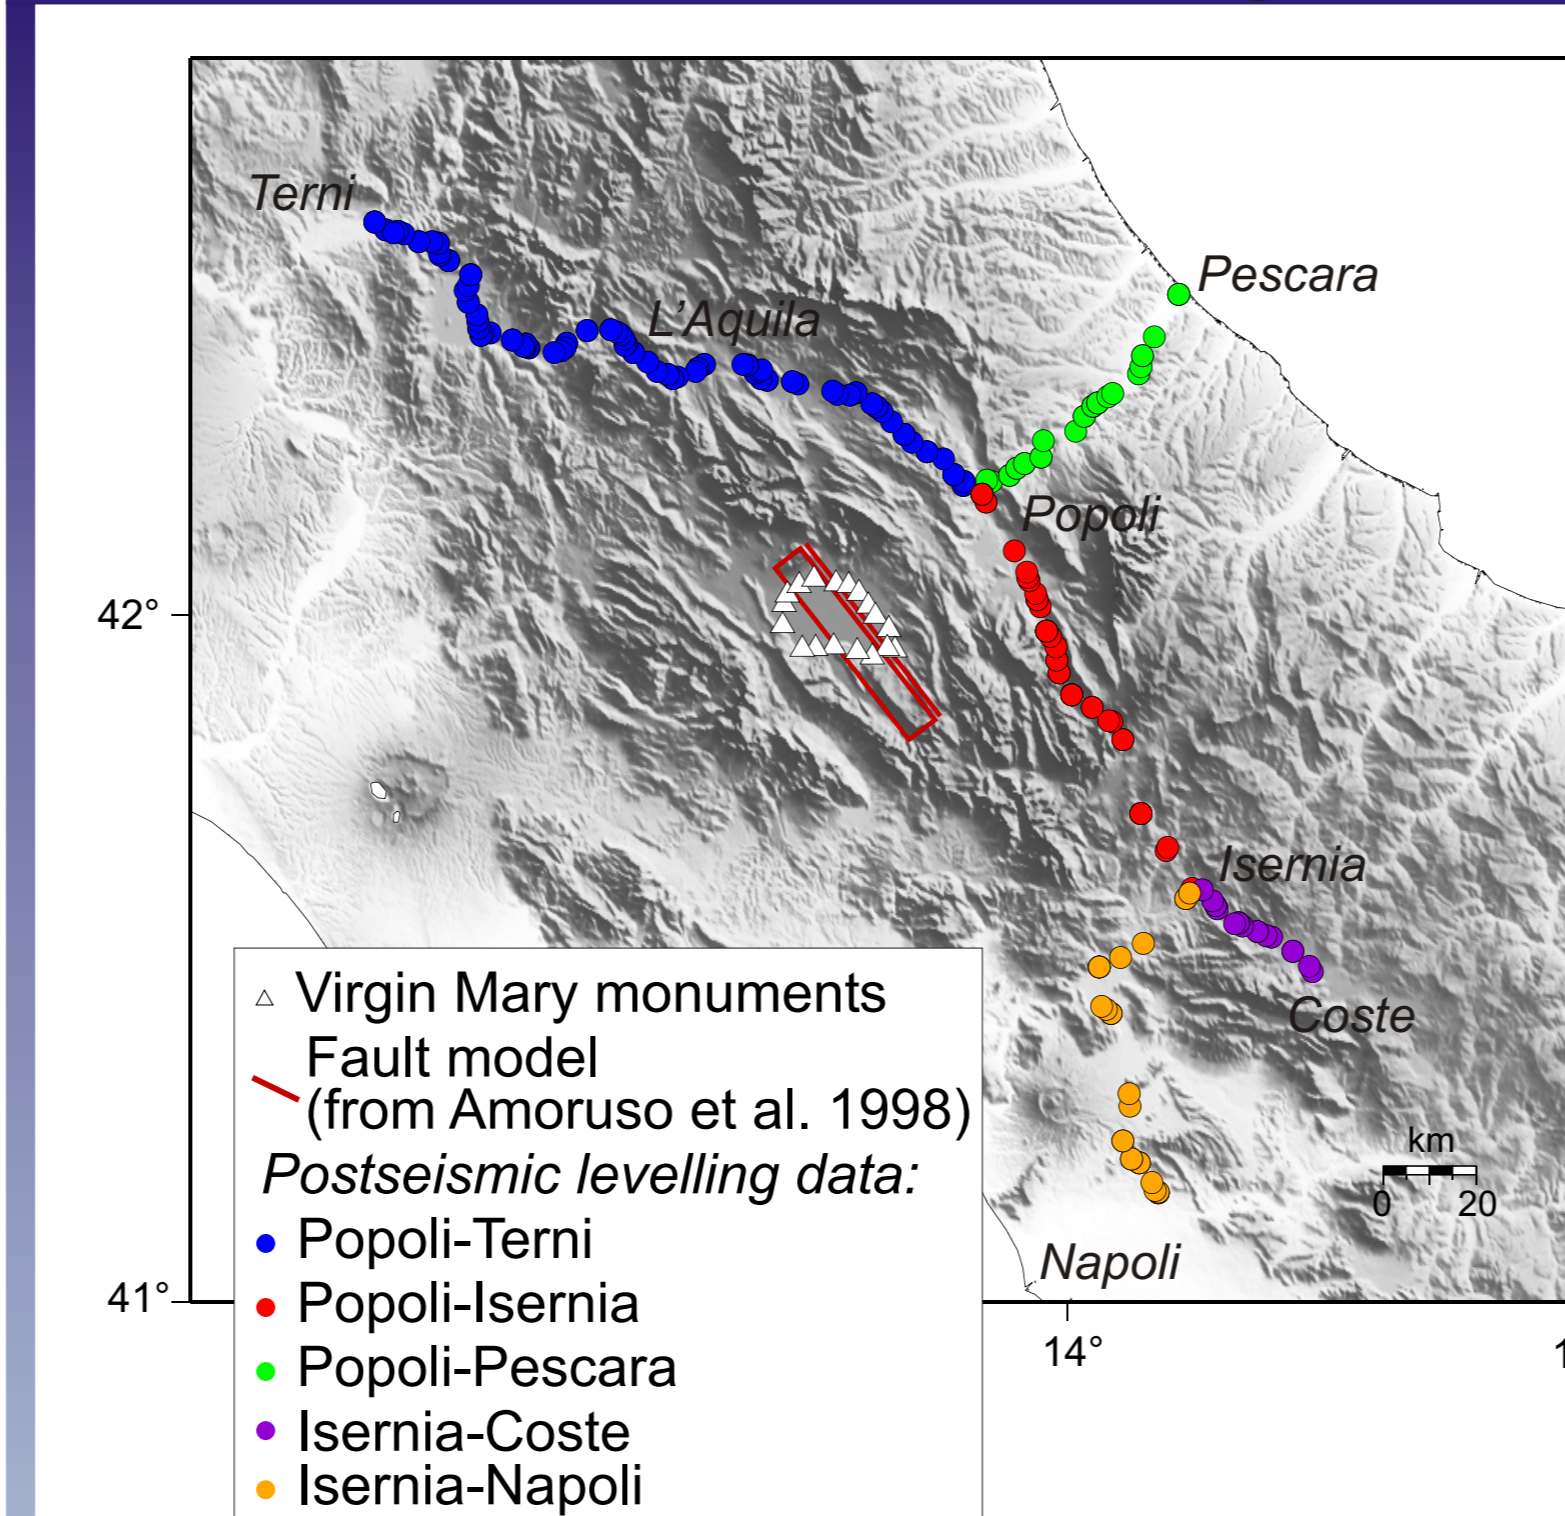 Terni
Pescara
L'Aquila
Popoli
42°
Isernia
Coste
Virgin Mary monuments
Fault model
(from Amoruso et al. 1998)
Postseismic levelling data:
Popoli-Terni
Popoli-Isernia
Popoli-Pescara
Isernia-Coste
Isernia-Napoli
km
0 20
Napoli
41°
14°